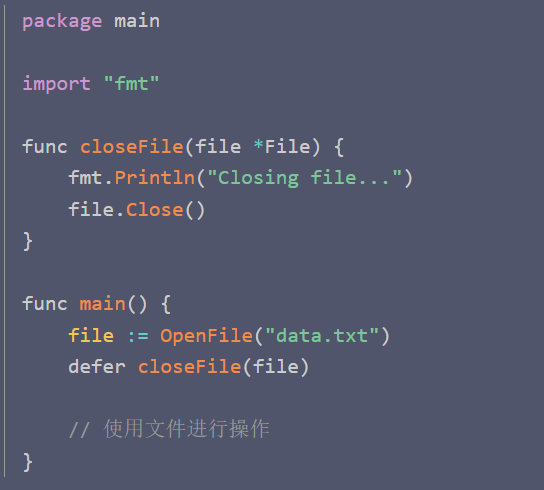 package main
import "fmt"
func closeFile(file *File) {
    fmt.Println("Closing file...")
    file.Close()
}
func main() {
    file := OpenFile("data.txt")
    defer closeFile(file)
    // 使用文件进行操作
}